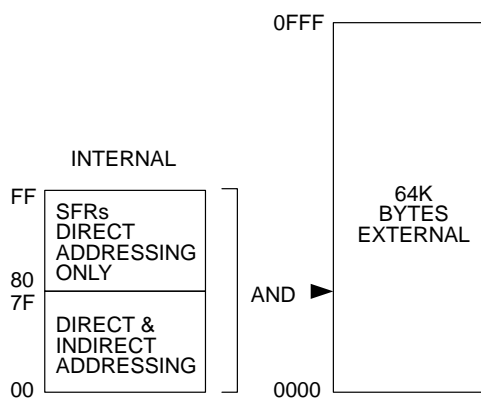 0FFF
INTERNAL
FF
SFRs
DIRECT
ADDRESSING
ONLY
80
7F
DIRECT &
INDIRECT
ADDRESSING
00
AND
64K
BYTES
EXTERNAL
0000